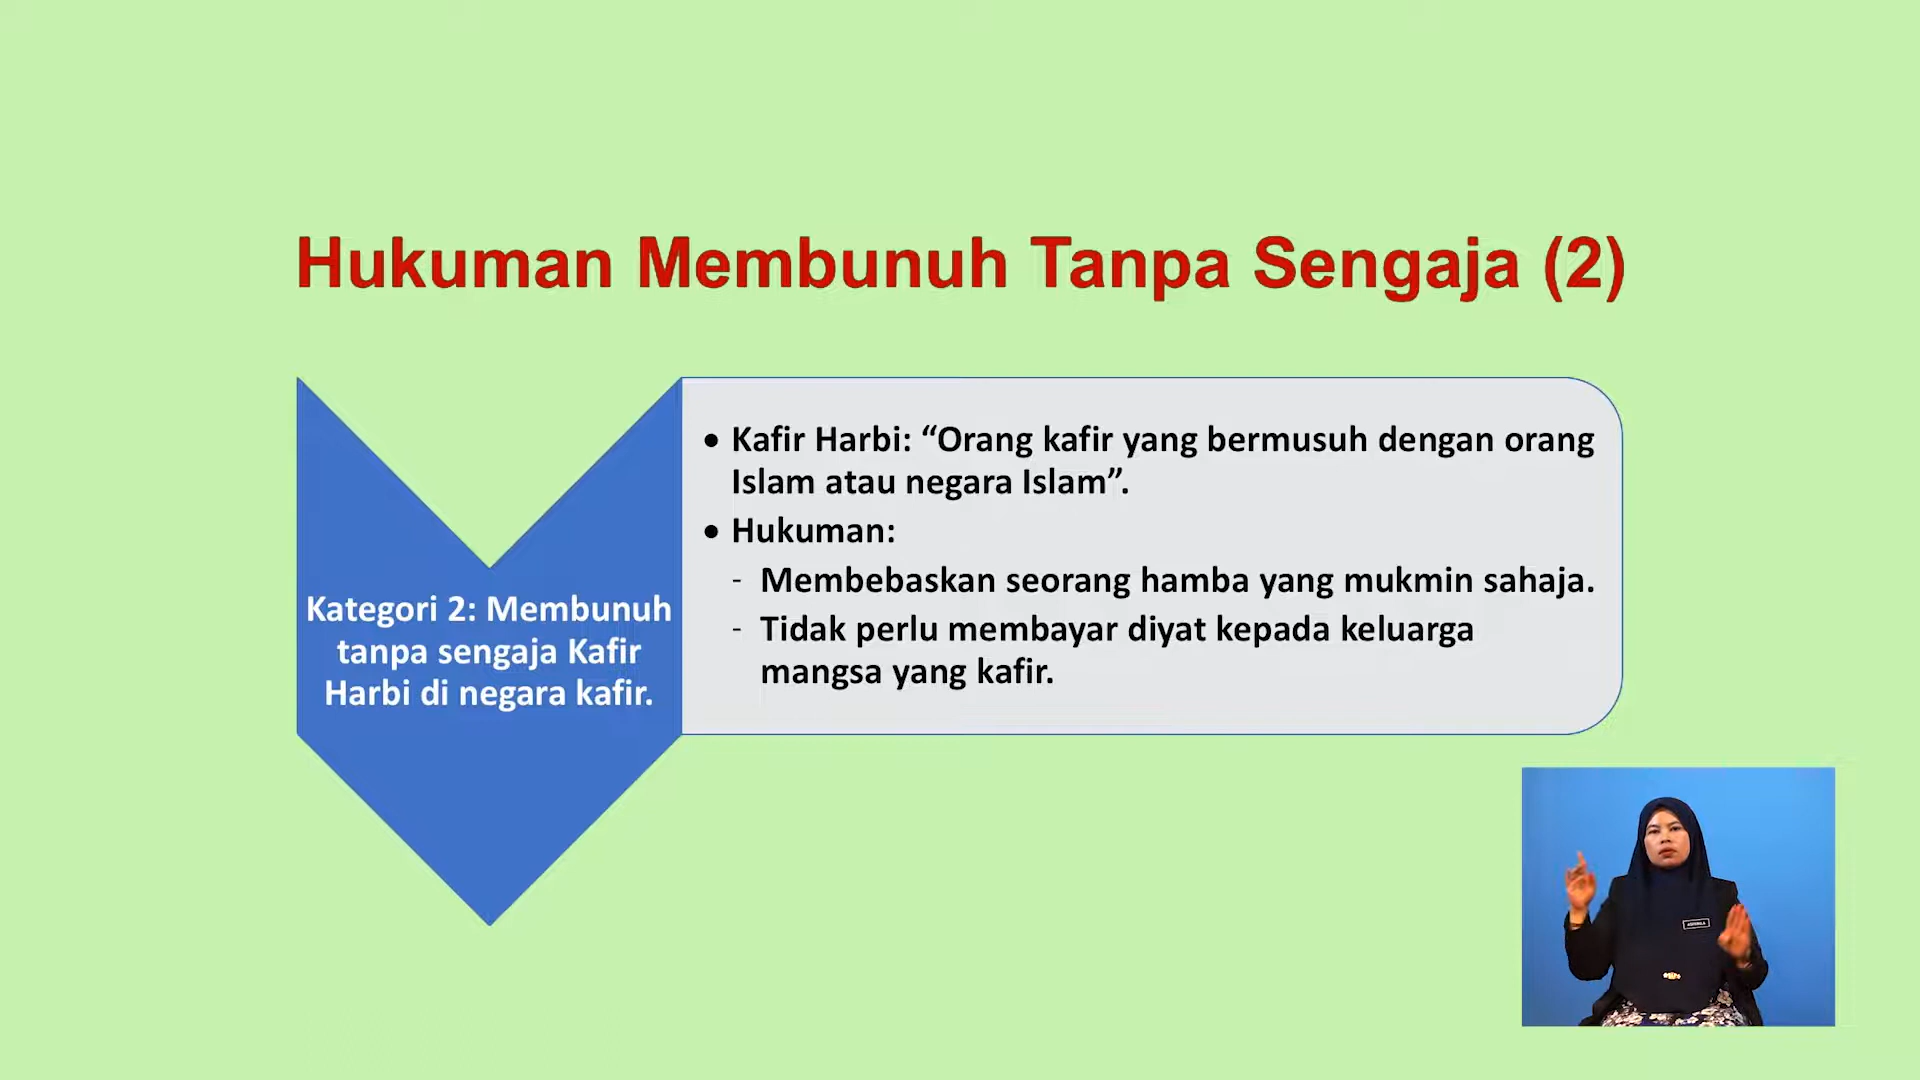 Hukuman Membunuh Tanpa Sengaja (2)
Kategori 2: Membunuh
tanpa sengaja Kafir
Harbi di negara kafir.
• Kafir Harbi: “Orang kafir yang bermusuh dengan orang
Islam atau negara Islam”.
• Hukuman:
- Membebaskan seorang hamba yang mukmin sahaja.
- Tidak perlu membayar diyat kepada keluarga
mangsa yang kafir.